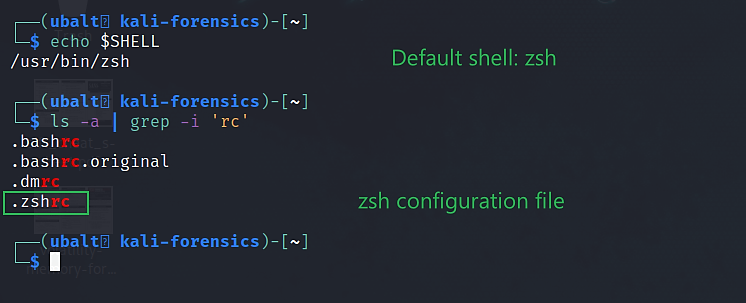 ┌──(ubalt㉿kali-forensics)-[~]
└─$ echo $SHELL
/usr/bin/zsh
Default shell: zsh
┌──(ubalt㉿kali-forensics)-[~]
└─$ ls -a | grep -i 'rc'
.bashrc
.bashrc.original
.dmrc
.zshrc
zsh configuration file
┌──(ubalt㉿kali-forensics)-[~]
└─$